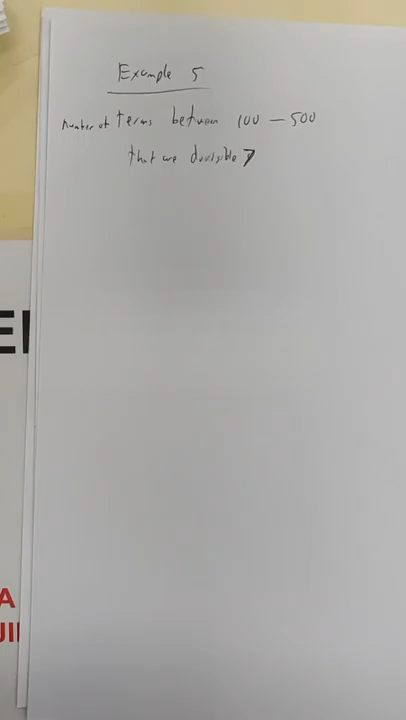 Example 5
number of terms between 100 – 500
that are divisible 7
E
A